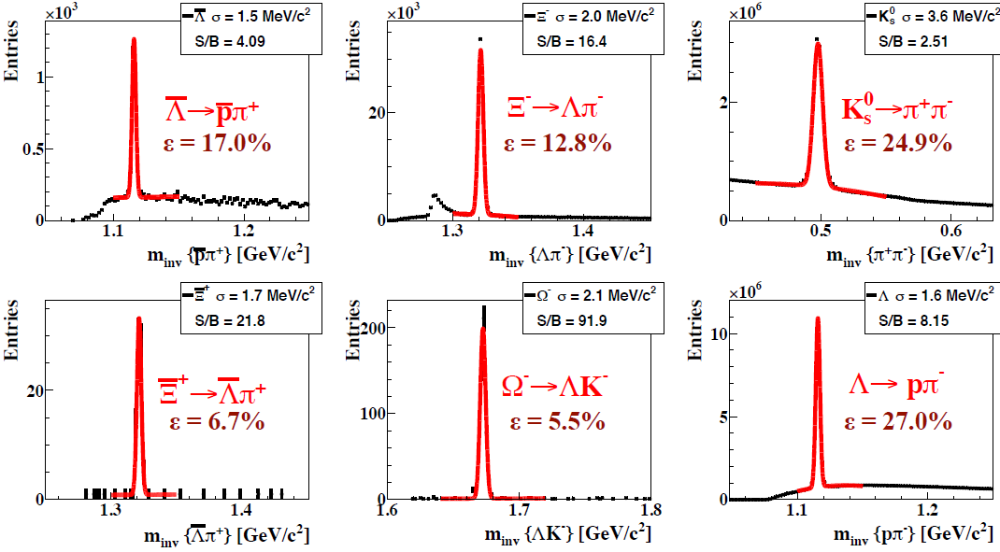 ×10³
Λ̅ σ = 1.5 MeV/c²
S/B = 4.09
Entries
1
0.5
0
Λ̅→p̅π⁺
ε = 17.0%
1.1 1.2
m_inv {p̅π⁺} [GeV/c²]
×10³
Ξ⁻ σ = 2.0 MeV/c²
S/B = 16.4
Entries
20
0
Ξ⁻→Λπ⁻
ε = 12.8%
1.3 1.4
m_inv {Λπ⁻} [GeV/c²]
×10⁶
K⁰ₛ σ = 3.6 MeV/c²
S/B = 2.51
Entries
2
0
K⁰ₛ→π⁺π⁻
ε = 24.9%
0.5 0.6
m_inv {π⁺π⁻} [GeV/c²]
Ξ̅⁺ σ = 1.7 MeV/c²
S/B = 21.8
Entries
20
0
Ξ̅⁺→Λ̅π⁺
ε = 6.7%
1.3 1.4
m_inv {Λ̅π⁺} [GeV/c²]
Ω⁻ σ = 2.1 MeV/c²
S/B = 91.9
Entries
200
100
0
Ω⁻→ΛK⁻
ε = 5.5%
1.6 1.7 1.8
m_inv {ΛK⁻} [GeV/c²]
×10⁶
Λ σ = 1.6 MeV/c²
S/B = 8.15
Entries
10
5
0
Λ→ pπ⁻
ε = 27.0%
1.1 1.2
m_inv {pπ⁻} [GeV/c²]